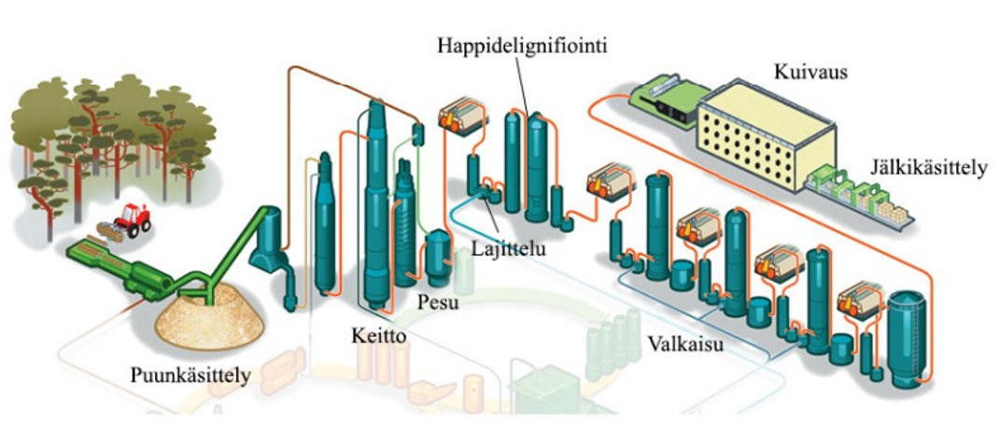 Happidelignifiointi
Kuivaus
Jälkikäsittely
Lajittelu
Pesu
Keitto
Valkaisu
Puunkäsittely